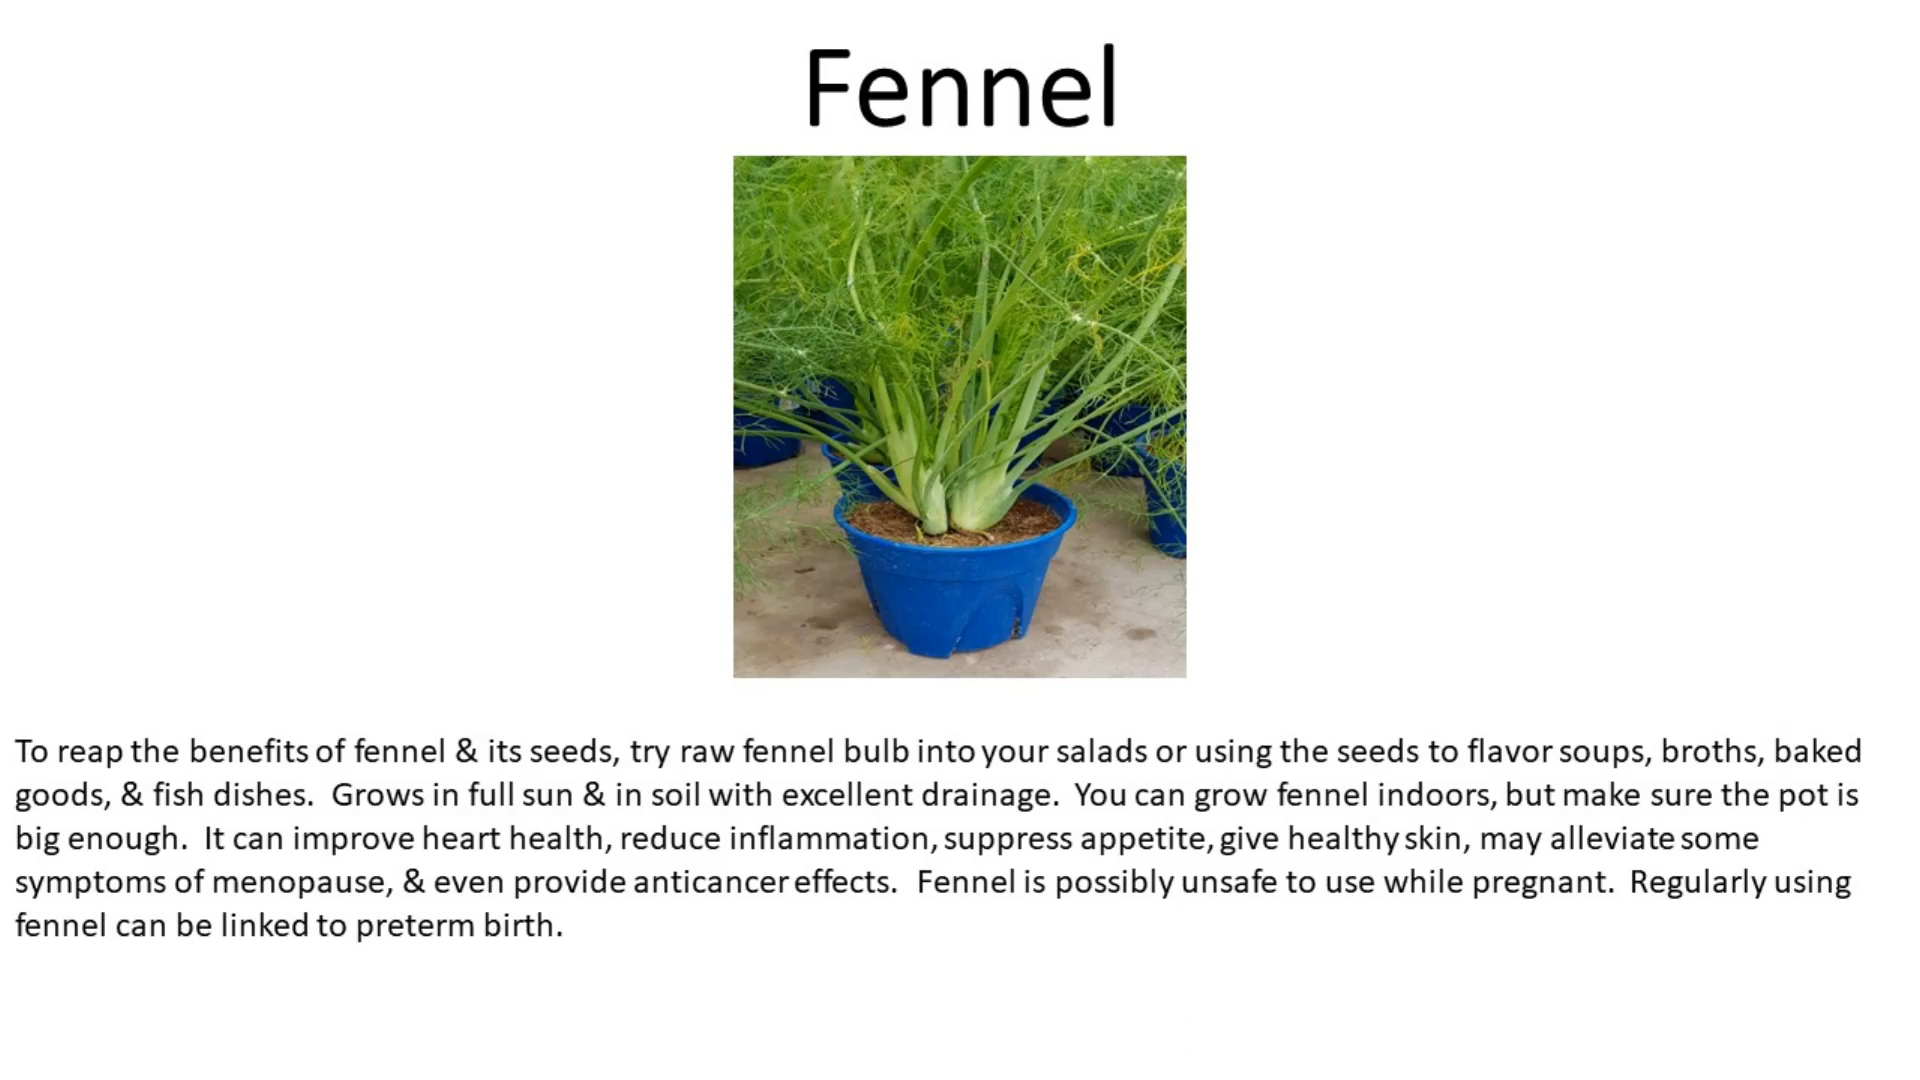 Fennel
To reap the benefits of fennel & its seeds, try raw fennel bulb into your salads or using the seeds to flavor soups, broths, baked
goods, & fish dishes.  Grows in full sun & in soil with excellent drainage.  You can grow fennel indoors, but make sure the pot is
big enough.  It can improve heart health, reduce inflammation, suppress appetite, give healthy skin, may alleviate some
symptoms of menopause, & even provide anticancer effects.  Fennel is possibly unsafe to use while pregnant.  Regularly using
fennel can be linked to preterm birth.